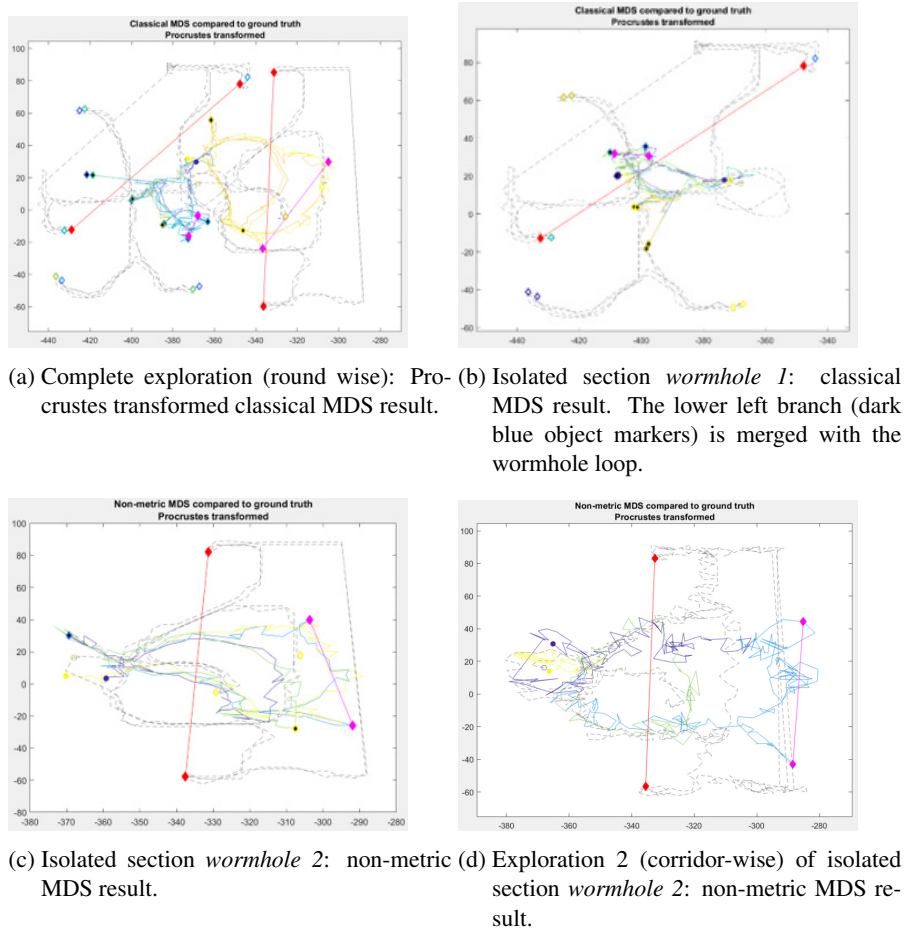 Classical MDS compared to ground truth
Procrustes transformed
100
80
60
40
20
0
-20
-40
-60
-440 -420 -400 -380 -360 -340 -320 -300 -280
(a) Complete exploration (round wise): Pro-
crustes transformed classical MDS result.
Classical MDS compared to ground truth
Procrustes transformed
80
60
40
20
0
-20
-40
-60
-440 -420 -400 -380 -360 -340
(b) Isolated section wormhole 1: classical
MDS result. The lower left branch (dark
blue object markers) is merged with the
wormhole loop.
Non-metric MDS compared to ground truth
Procrustes transformed
100
80
60
40
20
0
-20
-40
-60
-80
-380 -370 -360 -350 -340 -330 -320 -310 -300 -290 -280
(c) Isolated section wormhole 2: non-metric
MDS result.
Non-metric MDS compared to ground truth
Procrustes transformed
100
80
60
40
20
0
-20
-40
-60
-380 -360 -340 -320 -300 -280
(d) Exploration 2 (corridor-wise) of isolated
section wormhole 2: non-metric MDS re-
sult.